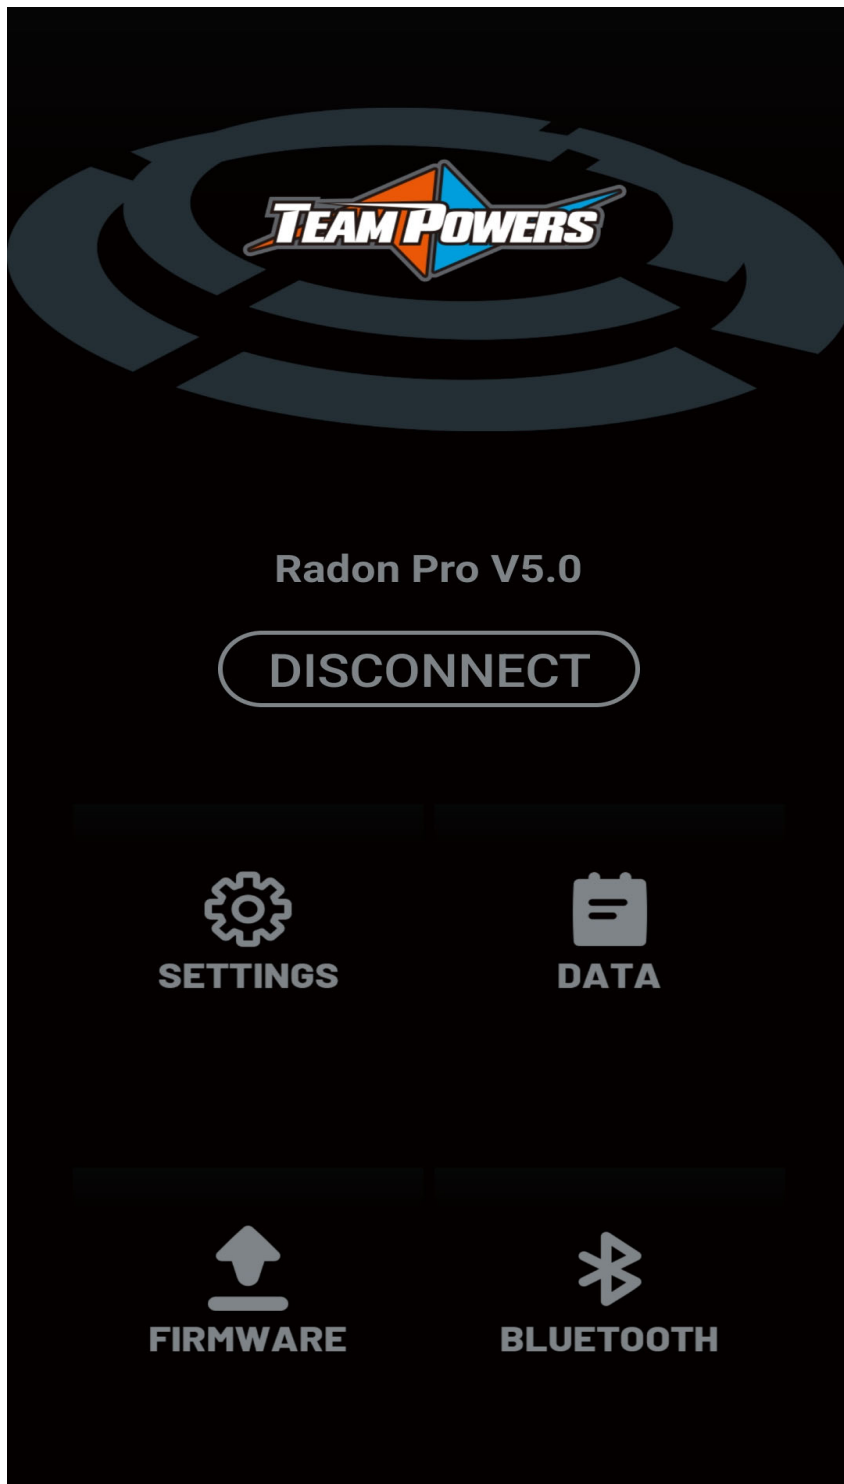 TEAM POWERS
Radon Pro V5.0
DISCONNECT
SETTINGS
DATA
FIRMWARE
BLUETOOTH